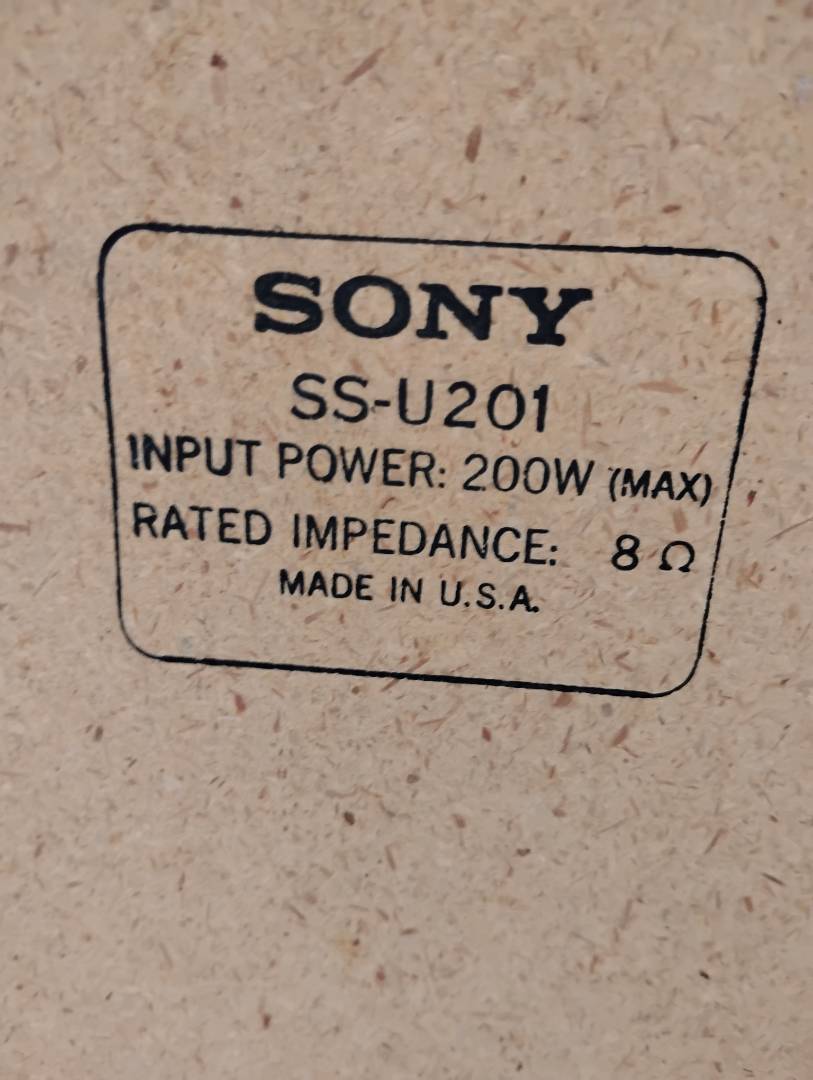 SONY
SS-U201
INPUT POWER: 200W (MAX)
RATED IMPEDANCE: 8 Ω
MADE IN U.S.A.